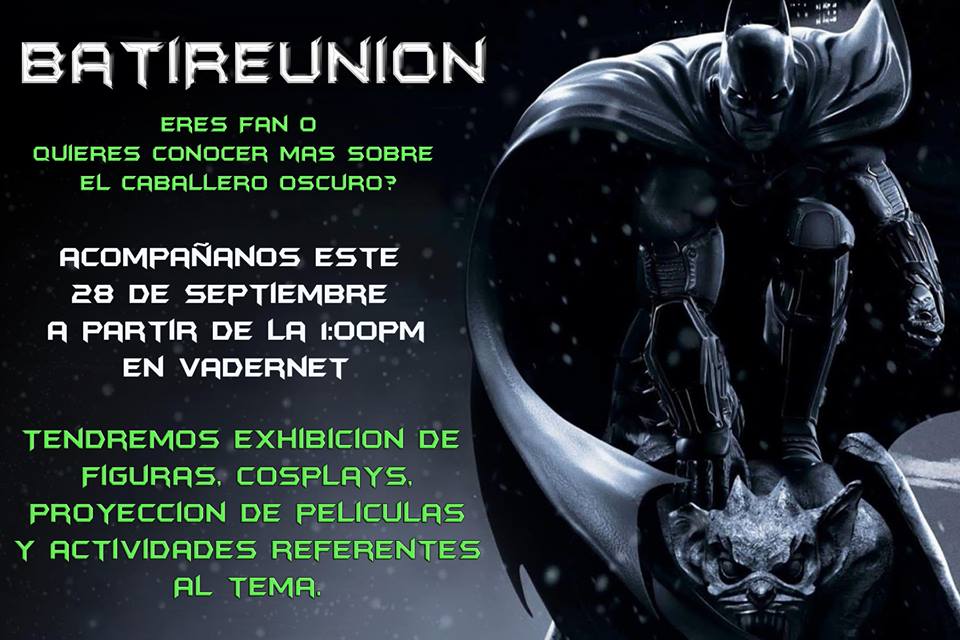 BATIREUNION
ERES FAN O
QUIERES CONOCER MAS SOBRE
EL CABALLERO OSCURO?
ACOMPAÑANOS ESTE
28 DE SEPTIEMBRE
A PARTIR DE LA 1:00PM
EN VADERNET
TENDREMOS EXHIBICION DE
FIGURAS, COSPLAYS,
PROYECCION DE PELICULAS
Y ACTIVIDADES REFERENTES
AL TEMA.